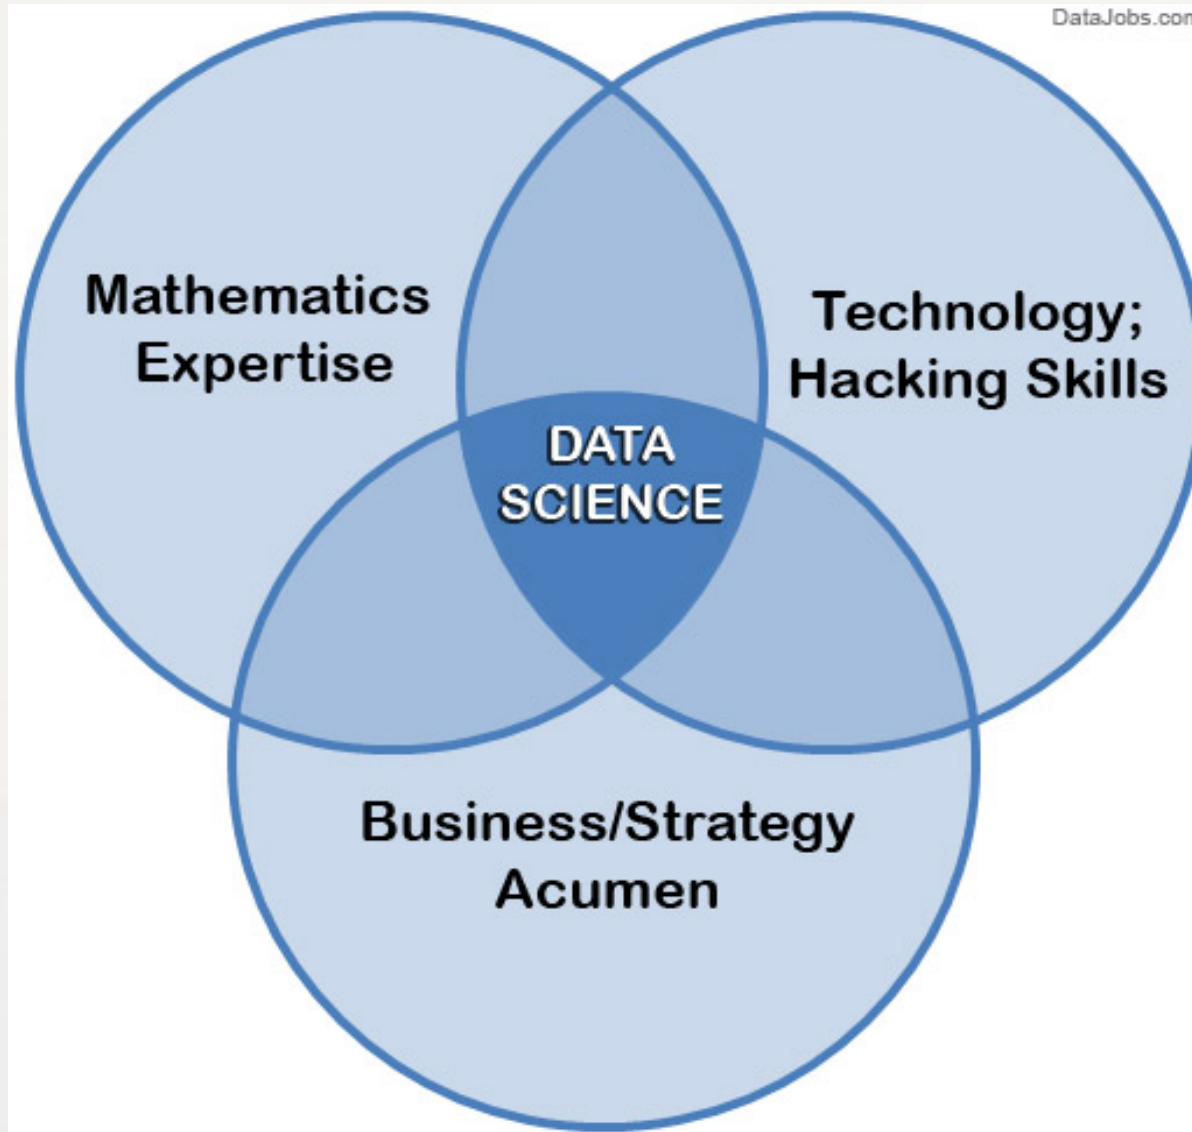 DataJobs.com
Mathematics
Expertise
Technology;
Hacking Skills
DATA
SCIENCE
Business/Strategy
Acumen